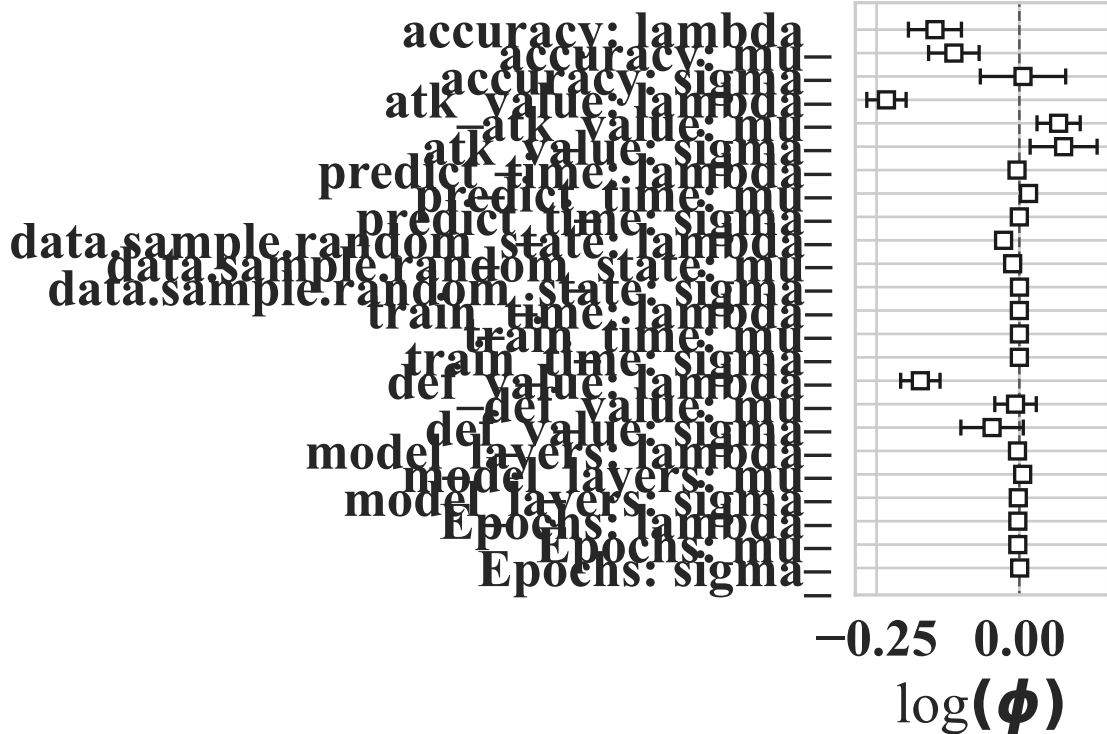 accuracy: lambda
accuracy: mu
accuracy: sigma
atk_value: lambda
atk_value: mu
atk_value: sigma
predict_time: lambda
predict_time: mu
predict_time: sigma
data.sample.random_state: lambda
data.sample.random_state: mu
data.sample.random_state: sigma
train_time: lambda
train_time: mu
train_time: sigma
def_value: lambda
def_value: mu
def_value: sigma
model_layers: lambda
model_layers: mu
model_layers: sigma
Epochs: lambda
Epochs: mu
Epochs: sigma
−0.25 0.00
log(ϕ)